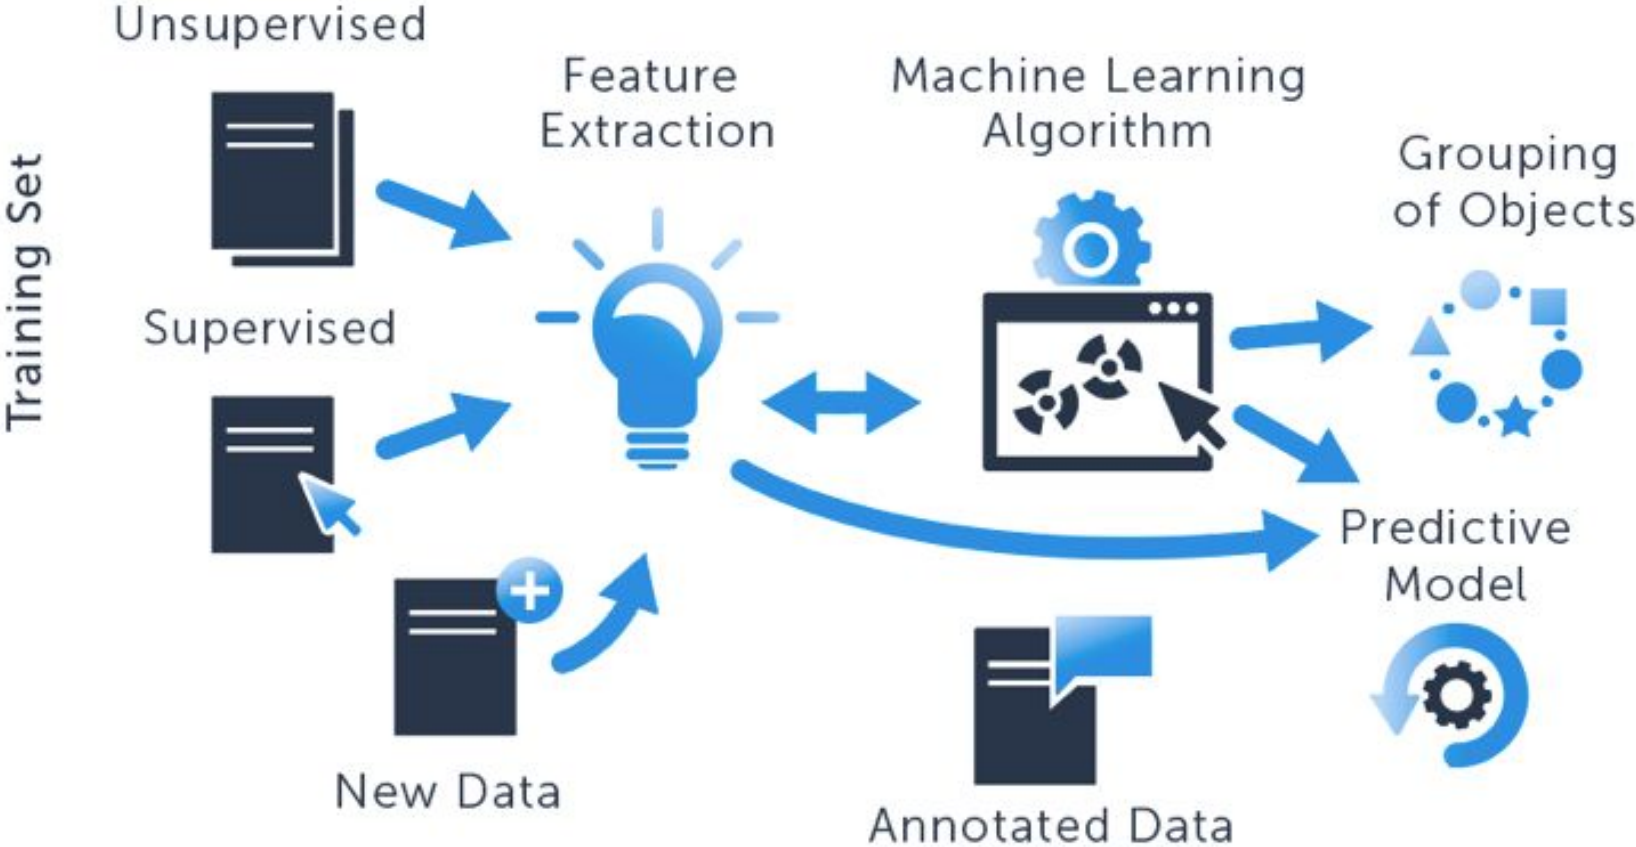 Unsupervised
Feature
Extraction
Machine Learning
Algorithm
Grouping
of Objects
Training Set
Supervised
Predictive
Model
New Data
Annotated Data